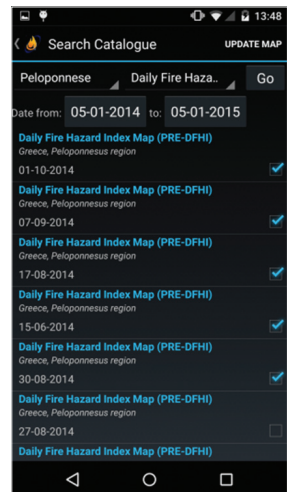 13:48
Search Catalogue UPDATE MAP
Peloponnese Daily Fire Haza.. Go
Date from: 05-01-2014 to: 05-01-2015
Daily Fire Hazard Index Map (PRE-DFHI)
Greece, Peloponnesus region
01-10-2014
Daily Fire Hazard Index Map (PRE-DFHI)
Greece, Peloponnesus region
07-09-2014
Daily Fire Hazard Index Map (PRE-DFHI)
Greece, Peloponnesus region
17-08-2014
Daily Fire Hazard Index Map (PRE-DFHI)
Greece, Peloponnesus region
15-06-2014
Daily Fire Hazard Index Map (PRE-DFHI)
Greece, Peloponnesus region
30-08-2014
Daily Fire Hazard Index Map (PRE-DFHI)
Greece, Peloponnesus region
27-08-2014
Daily Fire Hazard Index Map (PRE-DFHI)